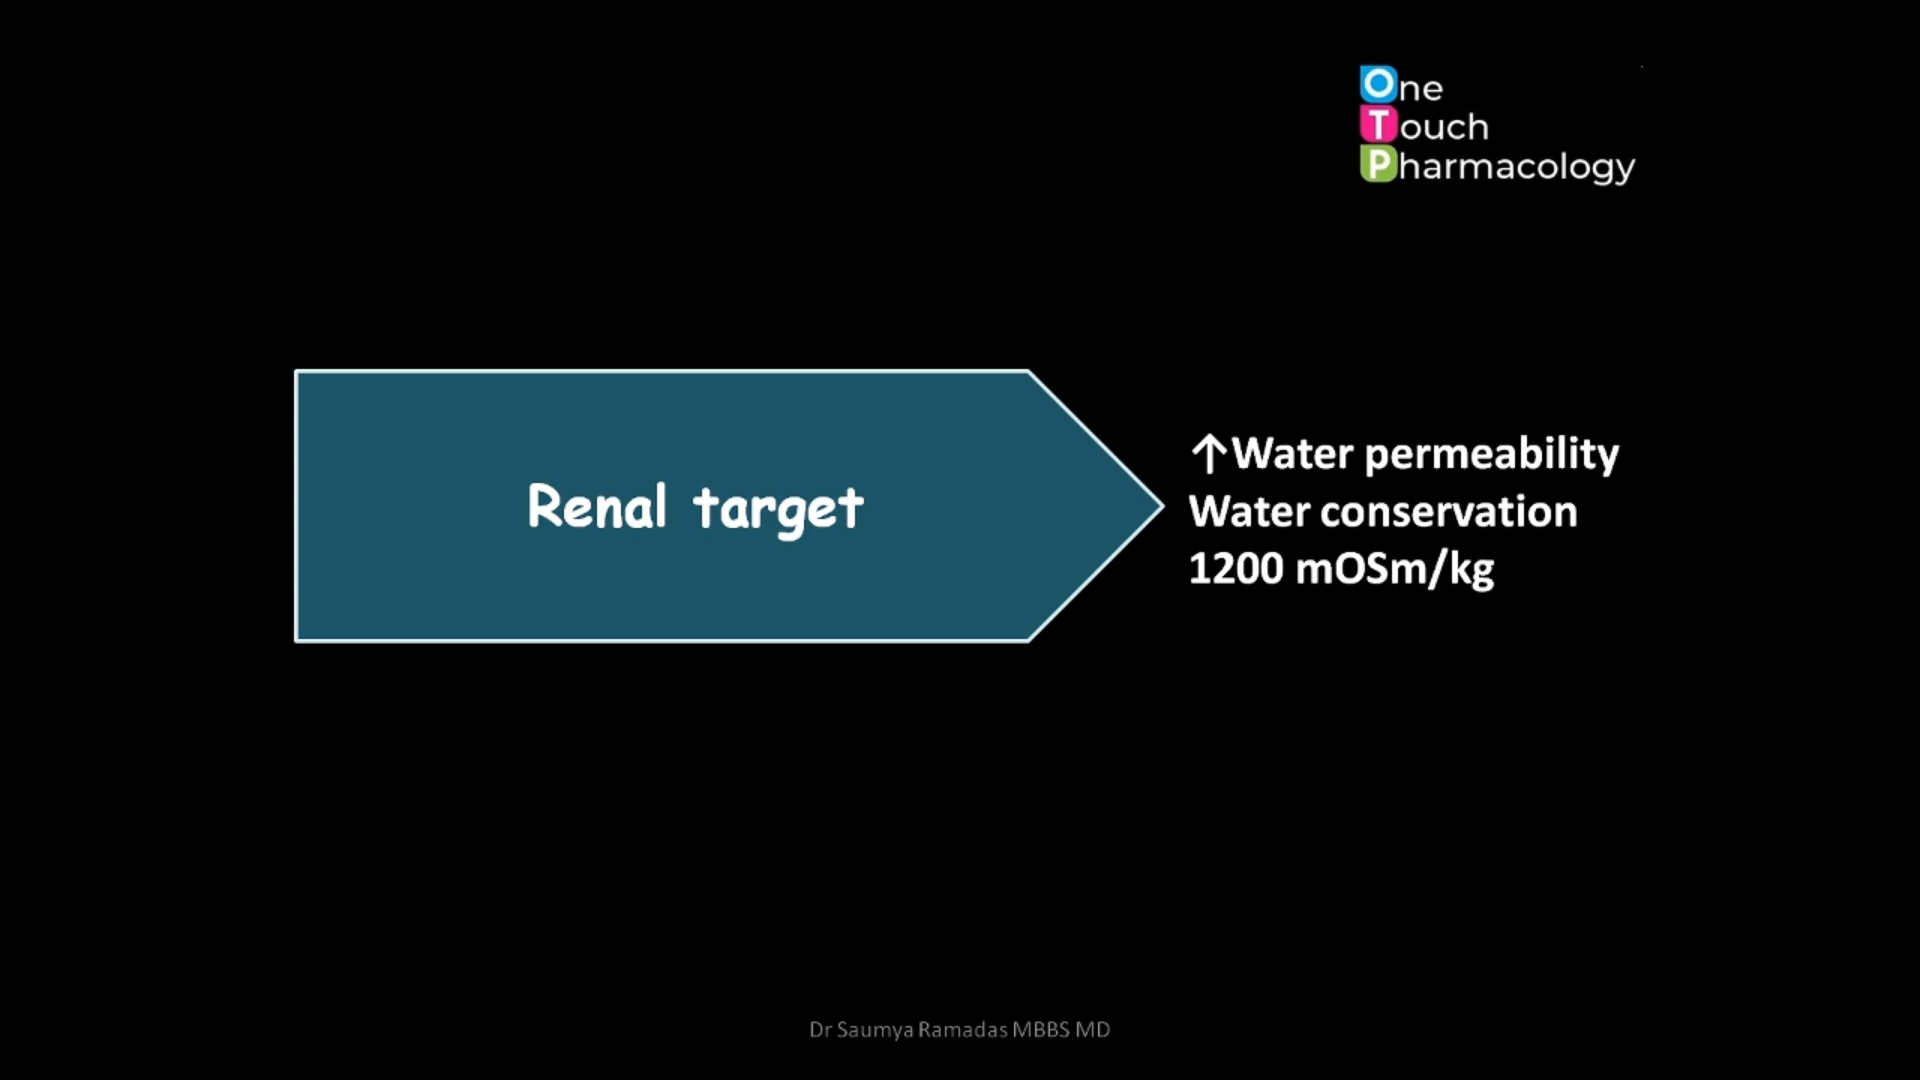 One
Touch
Pharmacology
Renal target
↑Water permeability
Water conservation
1200 mOSm/kg
Dr Saumya Ramadas MBBS MD